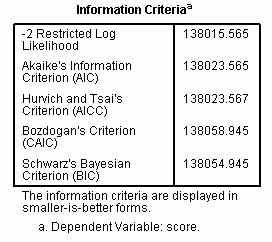 Information Criteriaa
-2 Restricted Log
Likelihood
138015.565
Akaike's Information
Criterion (AIC)
138023.565
Hurvich and Tsai's
Criterion (AICC)
138023.567
Bozdogan's Criterion
(CAIC)
138058.945
Schwarz's Bayesian
Criterion (BIC)
138054.945
The information criteria are displayed in
smaller-is-better forms.
a. Dependent Variable: score.